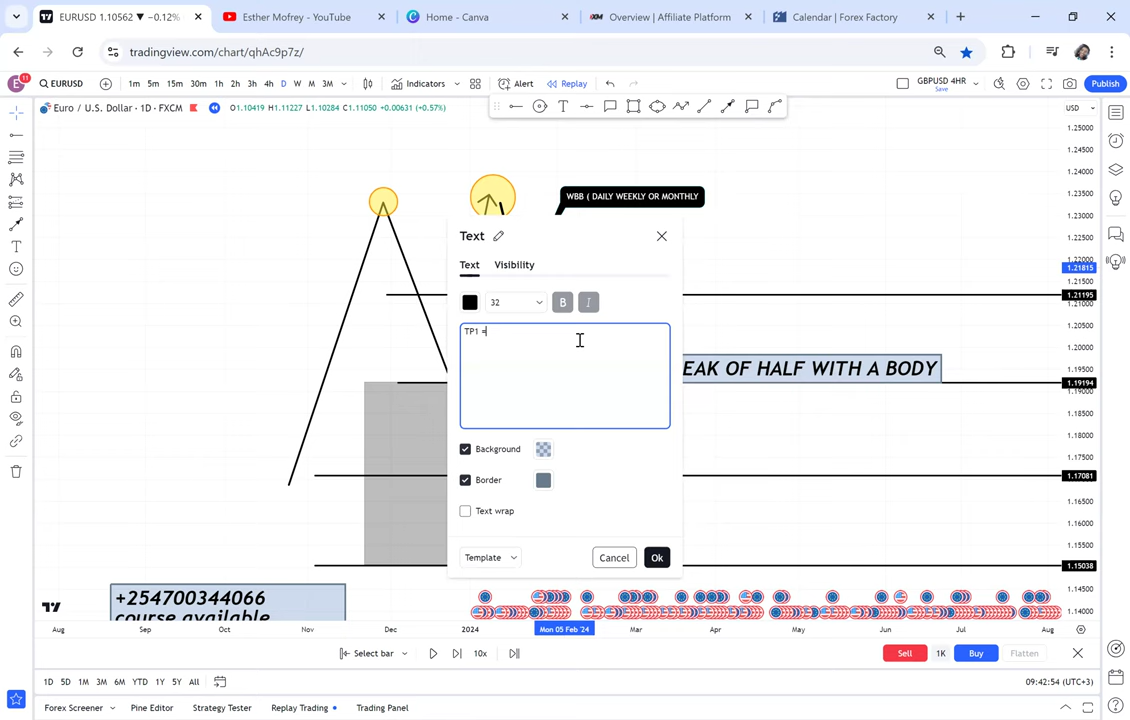 EURUSD 1.10562 ▼ −0.12%
Esther Mofrey - YouTube
Home - Canva
Overview | Affiliate Platform
Calendar | Forex Factory
tradingview.com/chart/qhAc9p7z/
E
11
EURUSD
1m 5m 15m 30m 1h 2h 3h 4h D W M 3M
Indicators
Alert
Replay
GBPUSD 4HR
Save
Publish
Euro / U.S. Dollar · 1D · FXCM
O1.10419 H1.11227 L1.10284 C1.11050 +0.00631 (+0.57%)
USD
1.25000
1.24500
1.24000
1.23500
1.23000
1.22500
1.22000
1.21815
1.21195
1.20500
1.20000
1.19500
1.19194
1.18500
1.18000
1.17500
1.17081
1.16500
1.16000
1.15500
1.15038
1.14500
1.14000
WBB ( DAILY WEEKLY OR MONTHLY
EAK OF HALF WITH A BODY
Text
Text Visibility
32
B
I
TP1 =
Background
Border
Text wrap
Template
Cancel
Ok
+254700344066
course available
Aug Sep Oct Nov Dec 2024 Mon 05 Feb '24 Mar Apr May Jun Jul Aug
Select bar
10x
Sell
1K
Buy
Flatten
1D 5D 1M 3M 6M YTD 1Y 5Y All
09:42:54 (UTC+3)
Forex Screener
Pine Editor
Strategy Tester
Replay Trading
Trading Panel